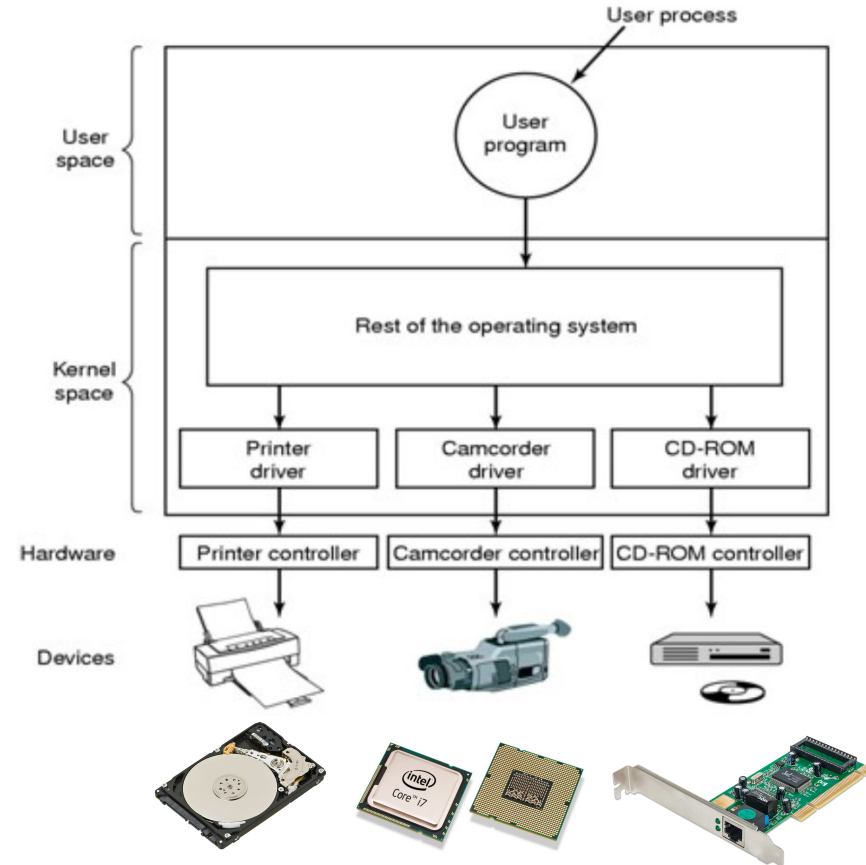 User process
User
program
User
space
Rest of the operating system
Kernel
space
Printer
driver
Camcorder
driver
CD-ROM
driver
Hardware
Printer controller
Camcorder controller
CD-ROM controller
Devices
intel
Core™ i7